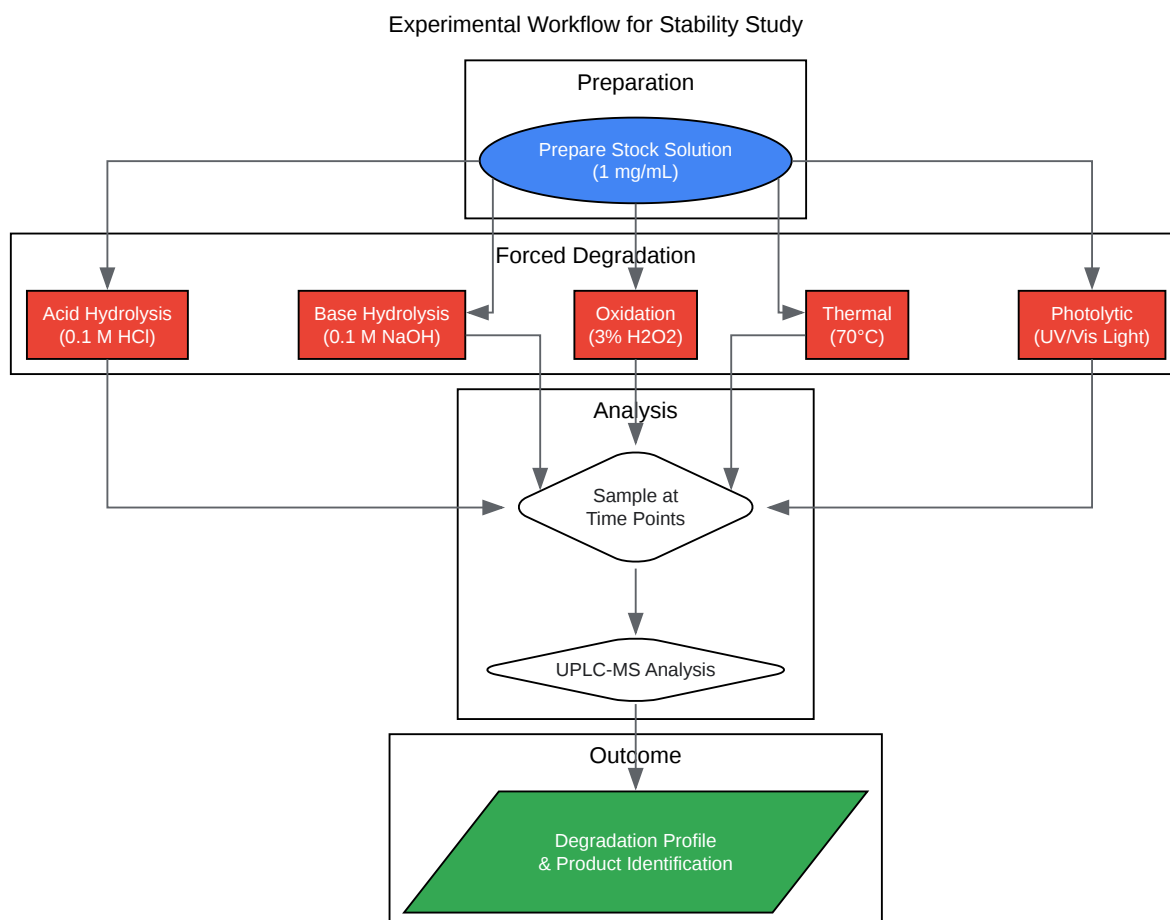 Experimental Workflow for Stability Study
Preparation
Prepare Stock Solution
(1 mg/mL)
Forced Degradation
Acid Hydrolysis
(0.1 M HCl)
Base Hydrolysis
(0.1 M NaOH)
Oxidation
(3% H2O2)
Thermal
(70°C)
Photolytic
(UV/Vis Light)
Analysis
Sample at
Time Points
UPLC-MS Analysis
Outcome
Degradation Profile
& Product Identification